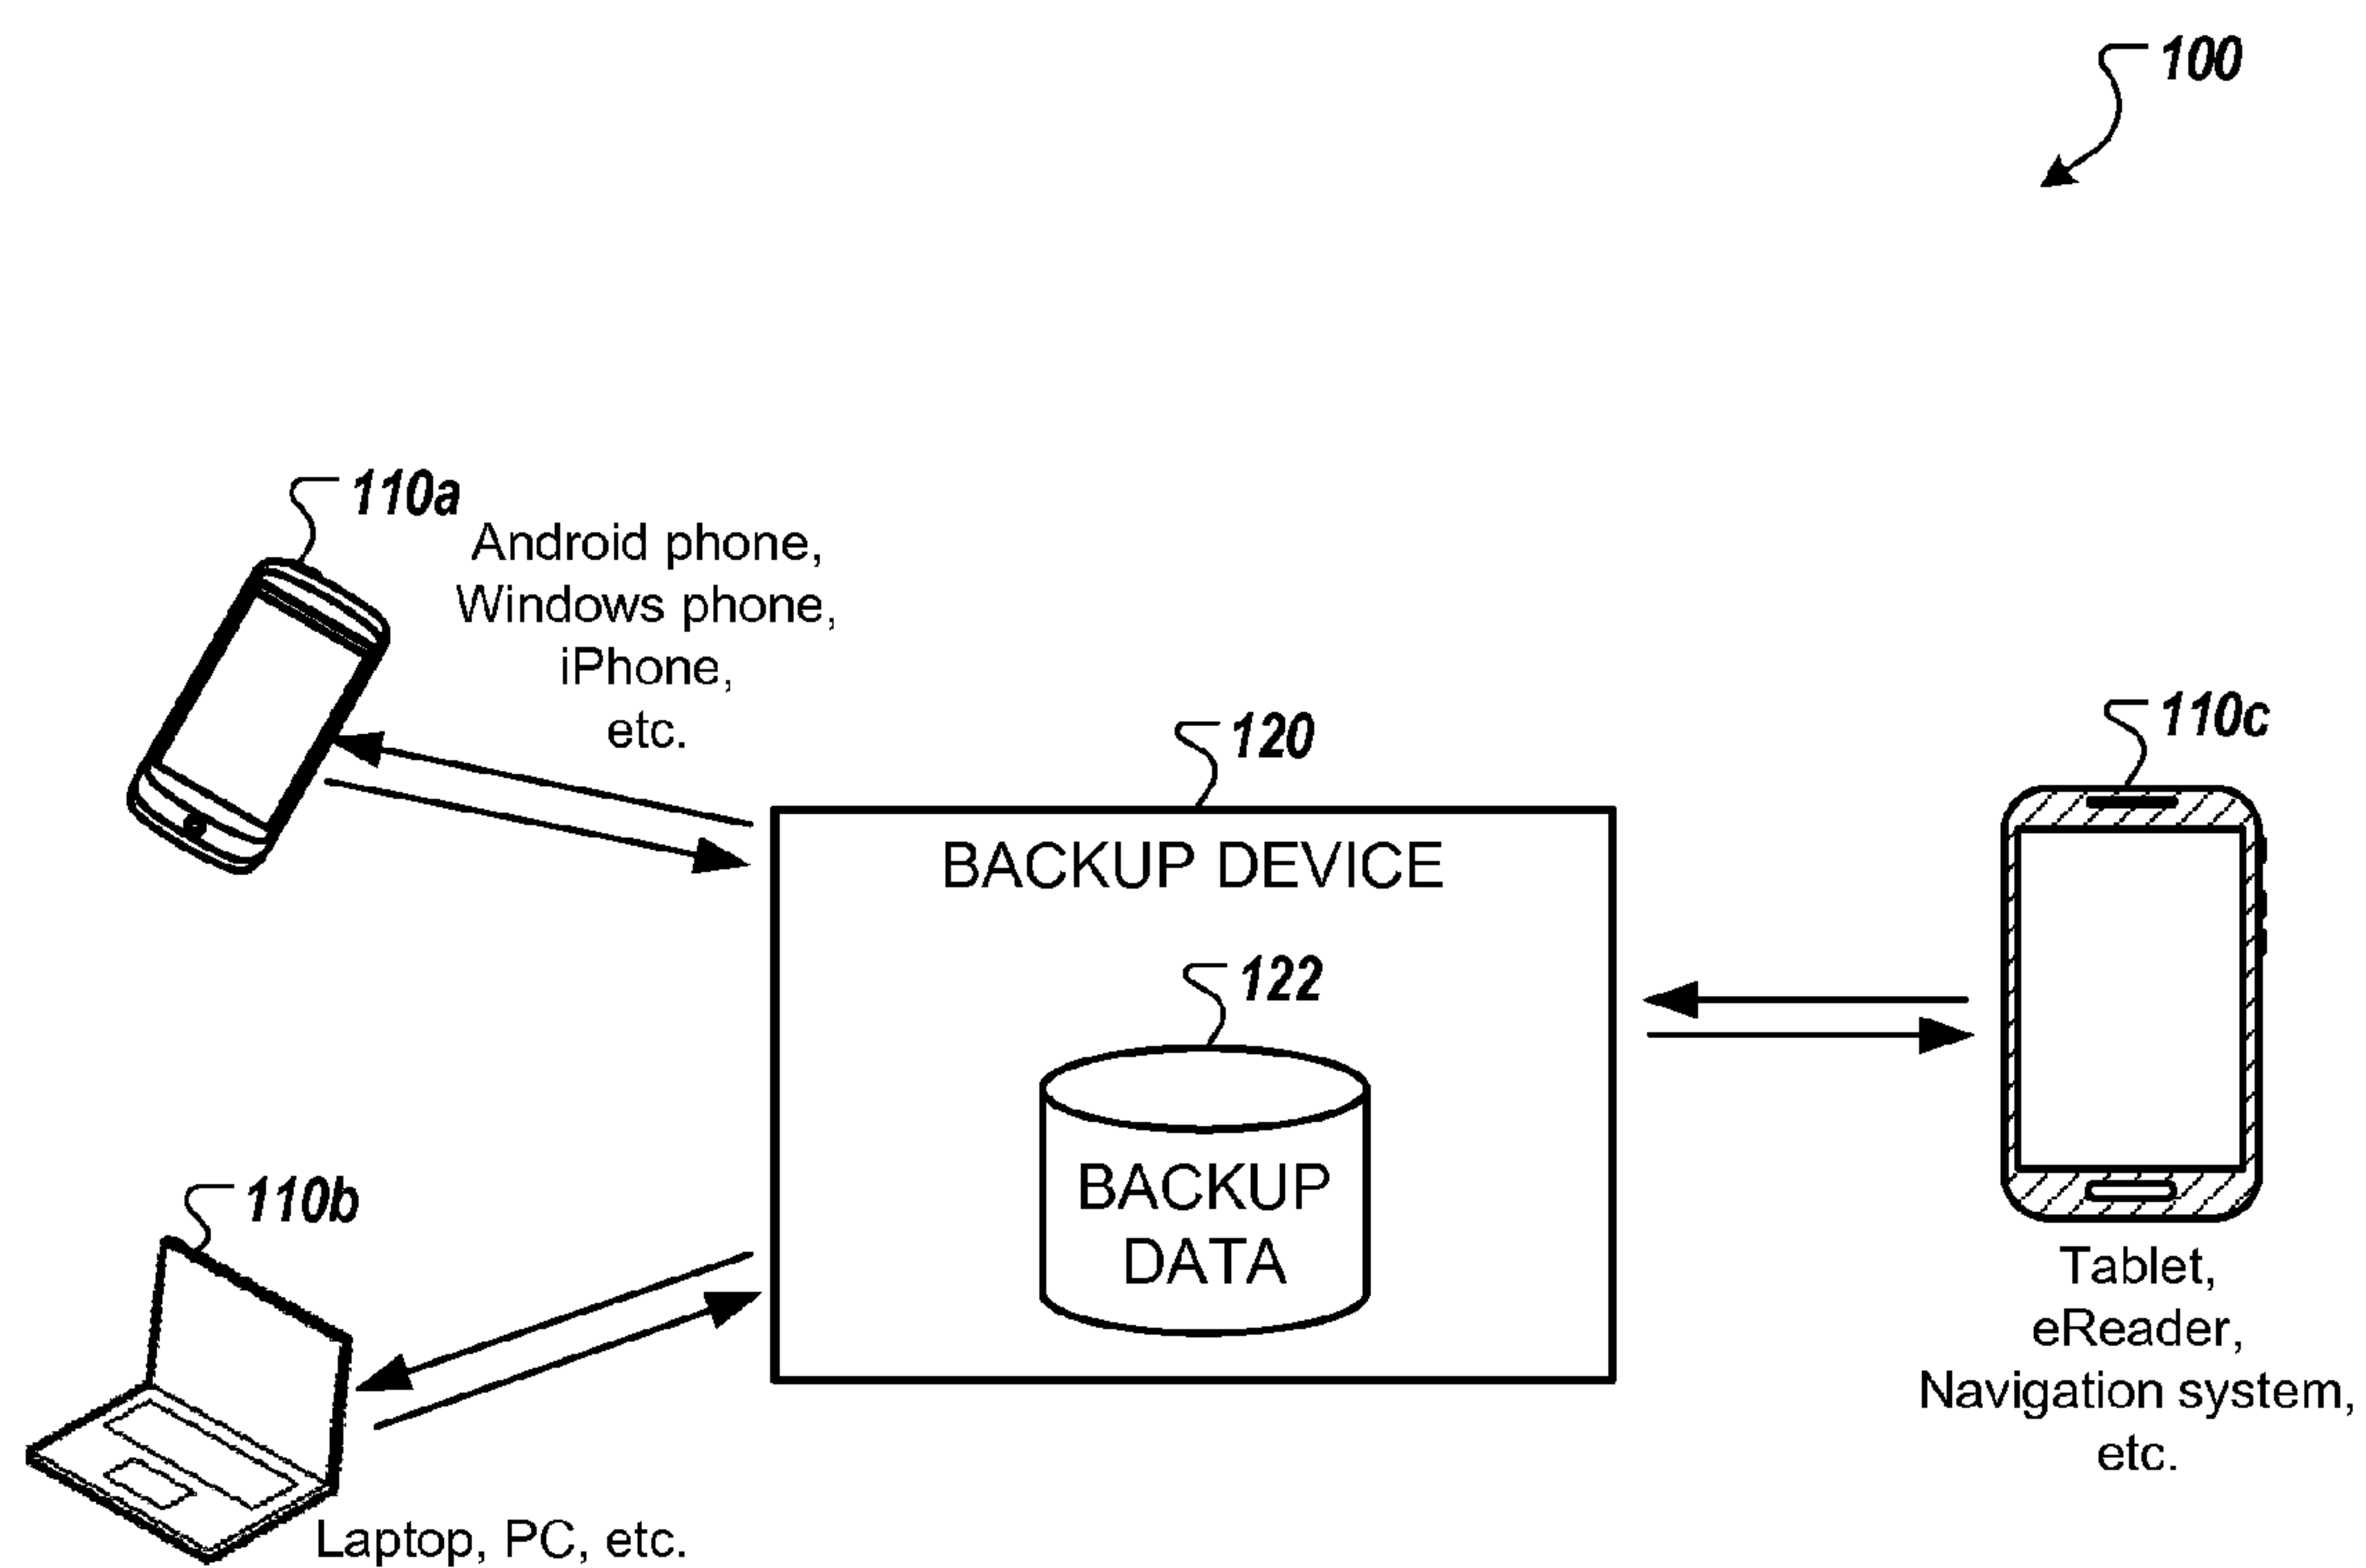 100
110a
Android phone,
Windows phone,
iPhone,
etc.
120
110c
BACKUP DEVICE
122
BACKUP
DATA
110b
Tablet,
eReader,
Navigation system,
etc.
Laptop, PC, etc.